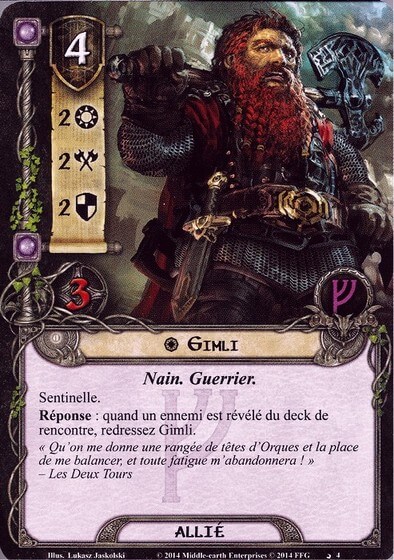 4
2
2
2
3
GIMLI
Nain. Guerrier.
Sentinelle.
Réponse : quand un ennemi est révélé du deck de
rencontre, redressez Gimli.
« Qu'on me donne une rangée de têtes d'Orques et la place
de me balancer, et toute fatigue m'abandonnera ! »
– Les Deux Tours
ALLIÉ
Illus. Lukasz Jaskolski © 2014 Middle-earth Enterprises © 2014 FFG 4